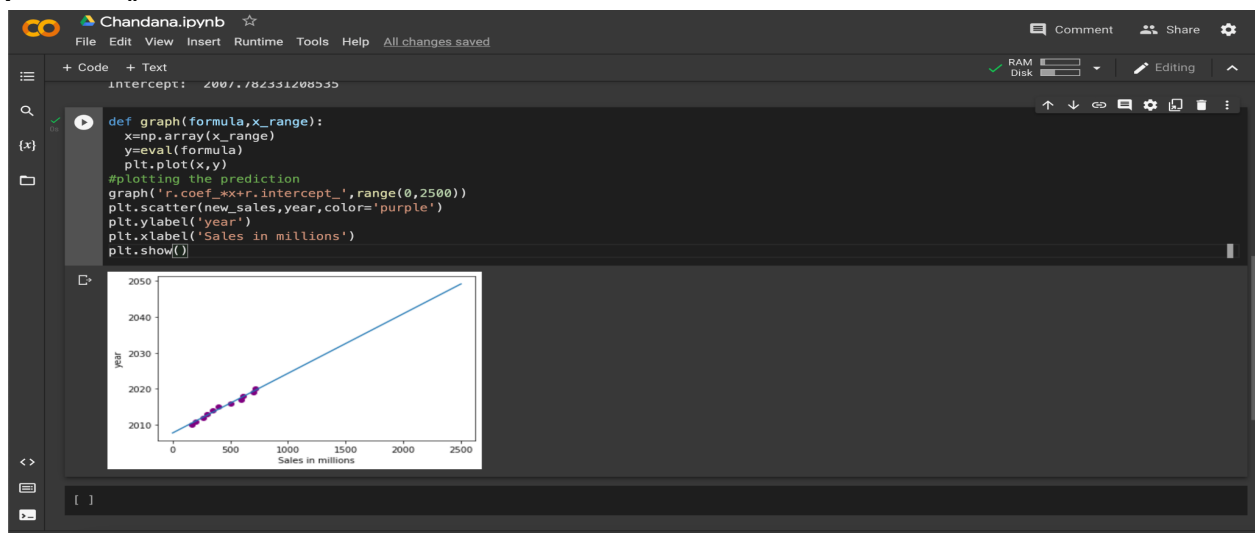 Chandana.ipynb
Comment Share
File Edit View Insert Runtime Tools Help All changes saved
+ Code + Text
RAM
Disk
Editing
Intercept: 2007.782331208535
{x}
0s
def graph(formula,x_range):
x=np.array(x_range)
y=eval(formula)
plt.plot(x,y)
#plotting the prediction
graph('r.coef_*x+r.intercept_',range(0,2500))
plt.scatter(new_sales,year,color='purple')
plt.ylabel('year')
plt.xlabel('Sales in millions')
plt.show()
2050
2040
2030
2020
2010
year
0 500 1000 1500 2000 2500
Sales in millions
[ ]